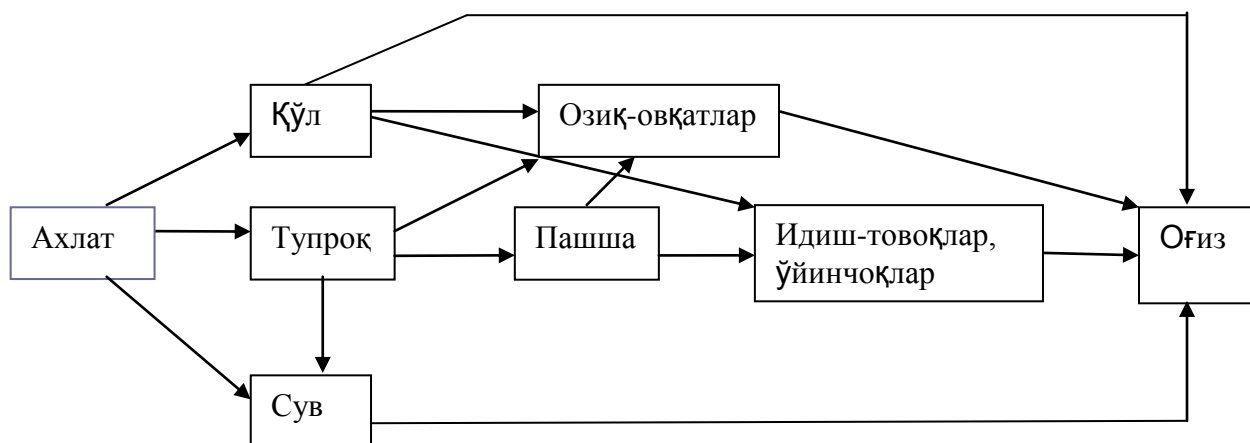 Қўл
Озиқ-овқатлар
Ахлат
Тупроқ
Пашша
Идиш-товоқлар,
ўйинчоқлар
Оғиз
Сув